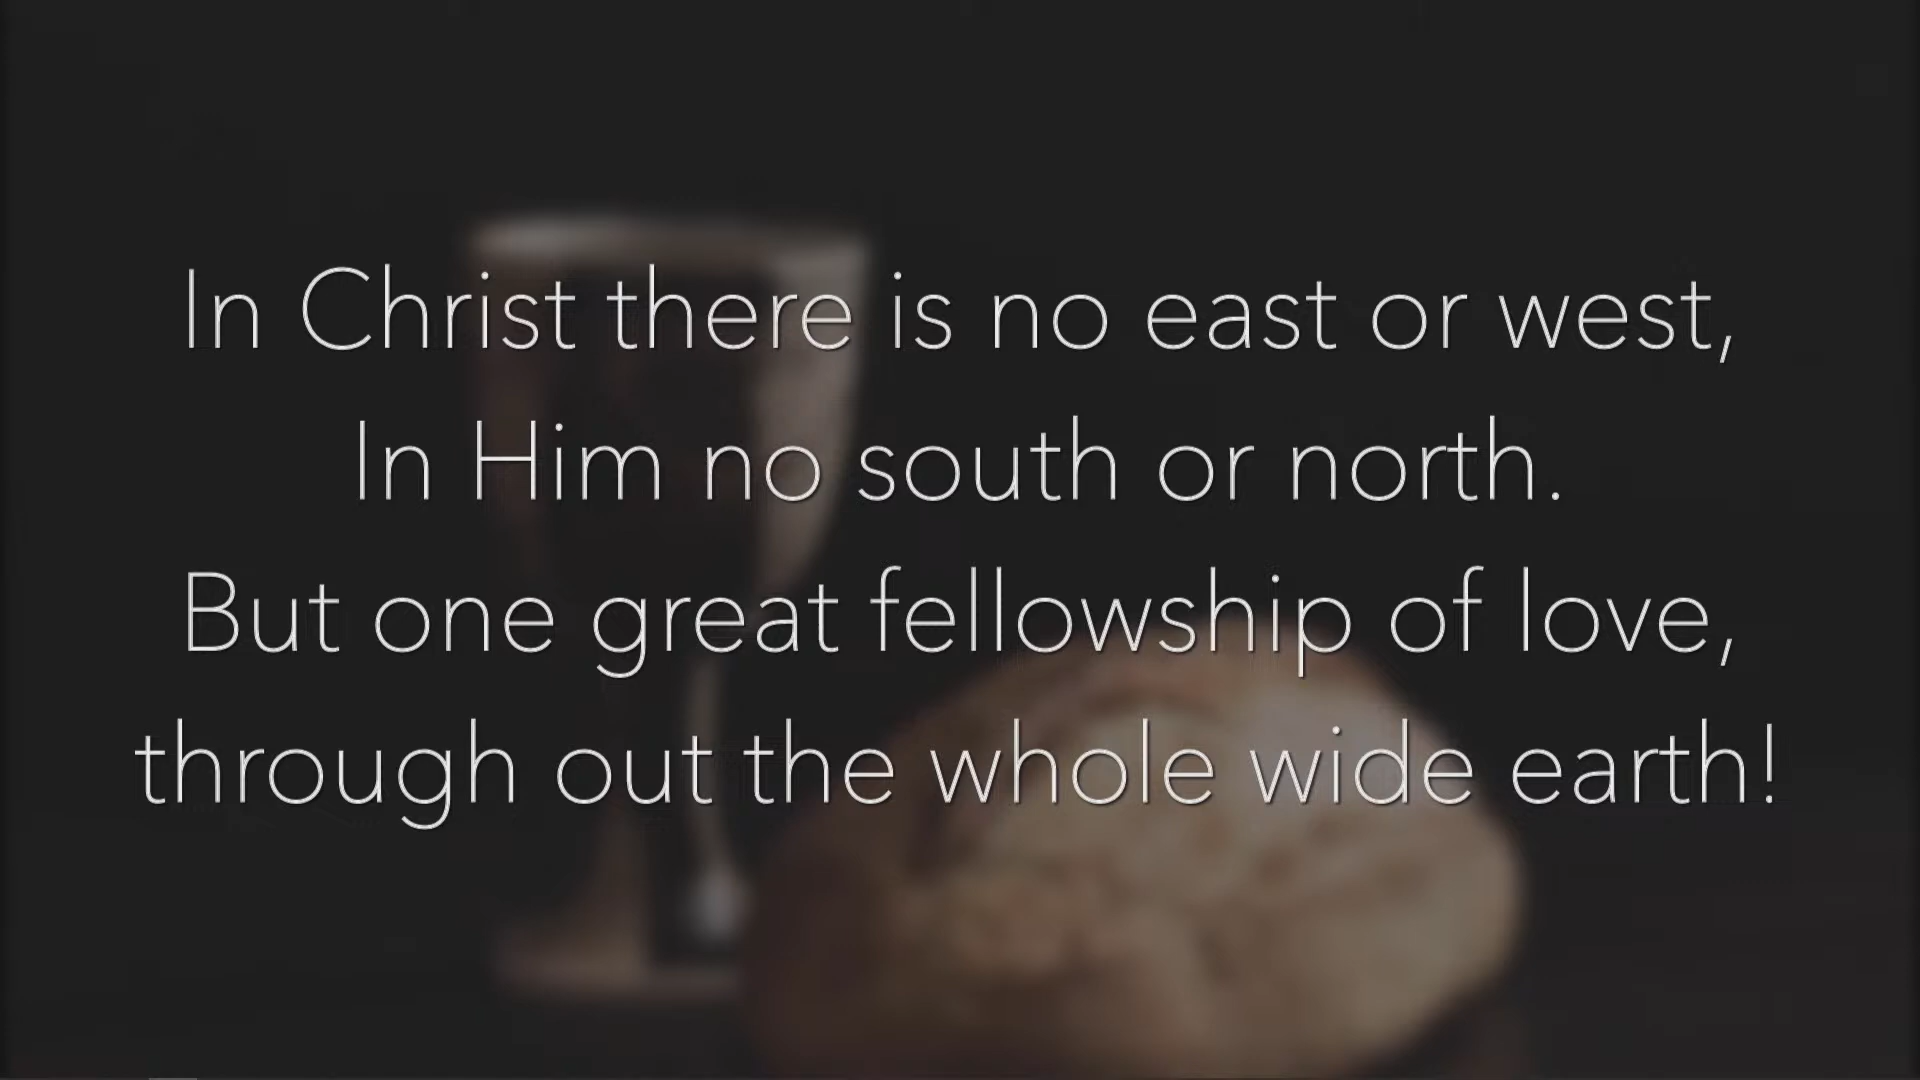 In Christ there is no east or west,
In Him no south or north.
But one great fellowship of love,
through out the whole wide earth!